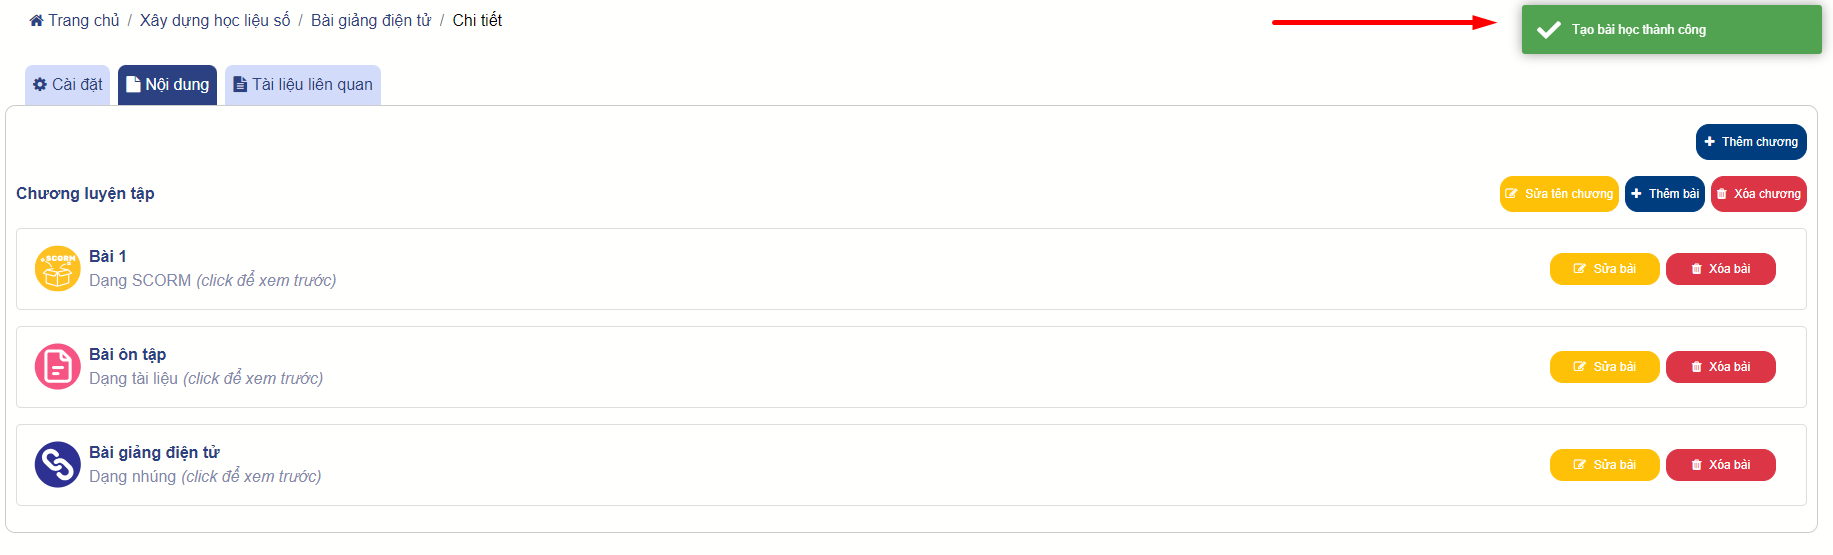 Trang chủ / Xây dựng học liệu số / Bài giảng điện tử / Chi tiết
Tạo bài học thành công
Cài đặt
Nội dung
Tài liệu liên quan
Thêm chương
Chương luyện tập
Sửa tên chương
Thêm bài
Xóa chương
SCORM
Bài 1
Dạng SCORM (click để xem trước)
Sửa bài
Xóa bài
Bài ôn tập
Dạng tài liệu (click để xem trước)
Sửa bài
Xóa bài
Bài giảng điện tử
Dạng nhúng (click để xem trước)
Sửa bài
Xóa bài